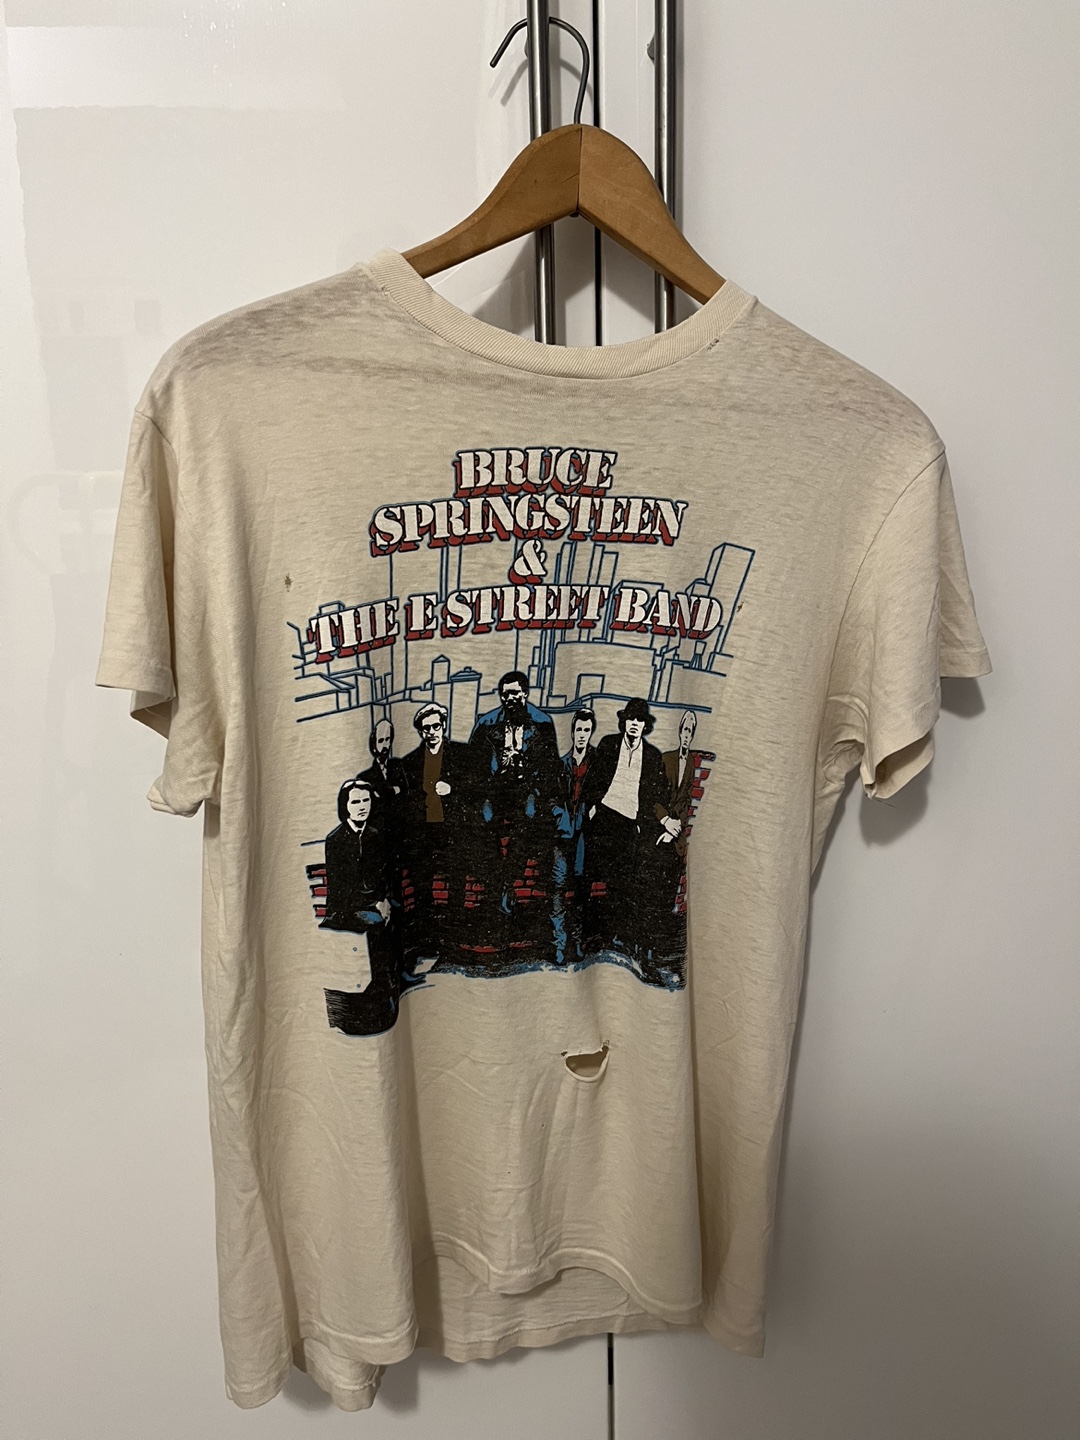 BRUCE
SPRINGSTEEN
&
THE E STREET BAND